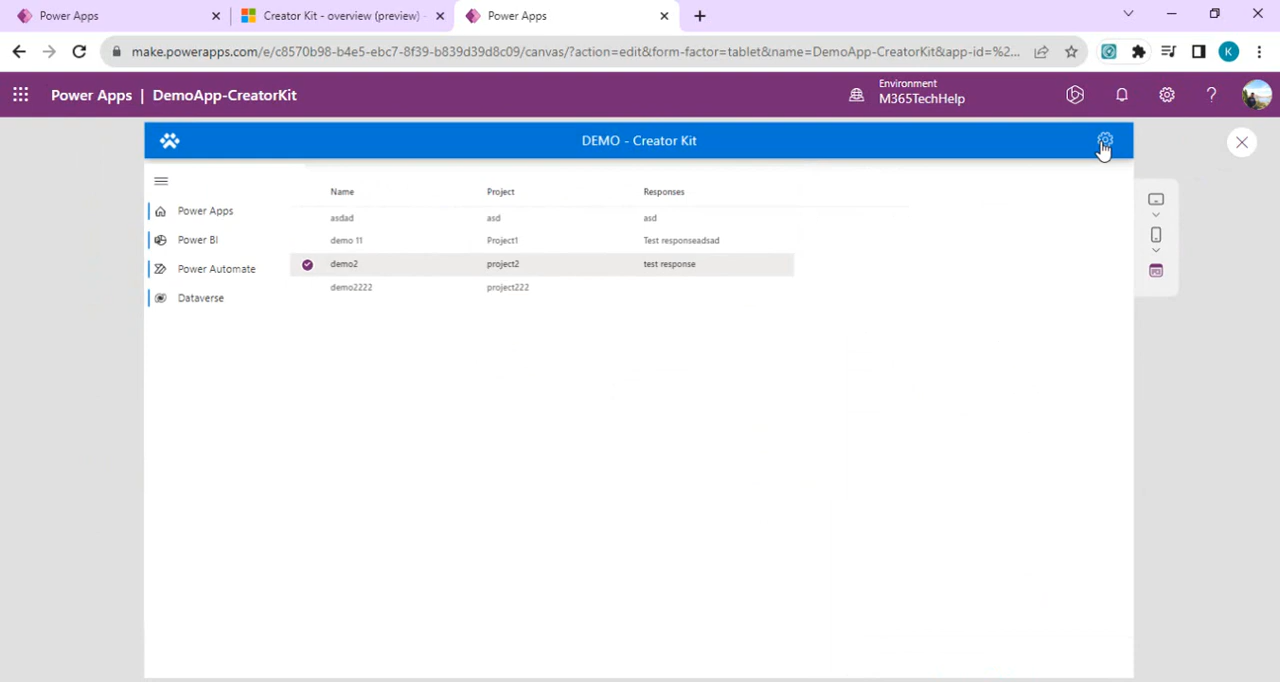 Power Apps
Creator Kit - overview (preview) -
Power Apps
make.powerapps.com/e/c8570b98-b4e5-ebc7-8f39-b839d39d8c09/canvas/?action=edit&form-factor=tablet&name=DemoApp-CreatorKit&app-id=%2...
K
Power Apps | DemoApp-CreatorKit
Environment
M365TechHelp
?
DEMO - Creator Kit
Name Project Responses
Power Apps
Power BI
Power Automate
Dataverse
asdad asd asd
demo 11 Project1 Test responseadsad
demo2 project2 test response
demo2222 project222